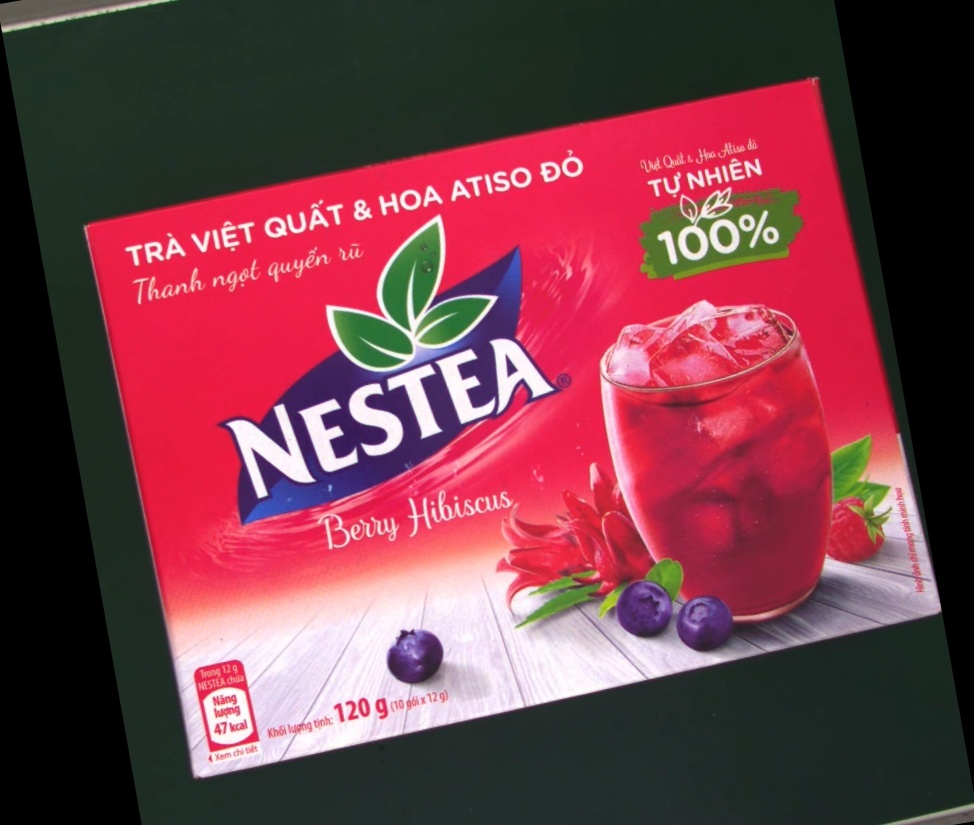 TRÀ VIỆT QUẤT & HOA ATISO ĐỎ
Thanh ngọt quyến rũ
Việt Quất & Hoa Atiso đỏ
TỰ NHIÊN
100%
NESTEA®
Berry Hibiscus
Trong 12 g
NESTEA chứa
Năng
lượng
47 kcal
Xem chi tiết
Khối lượng tịnh: 120 g (10 gói x 12 g)
Hình ảnh chỉ mang tính minh họa